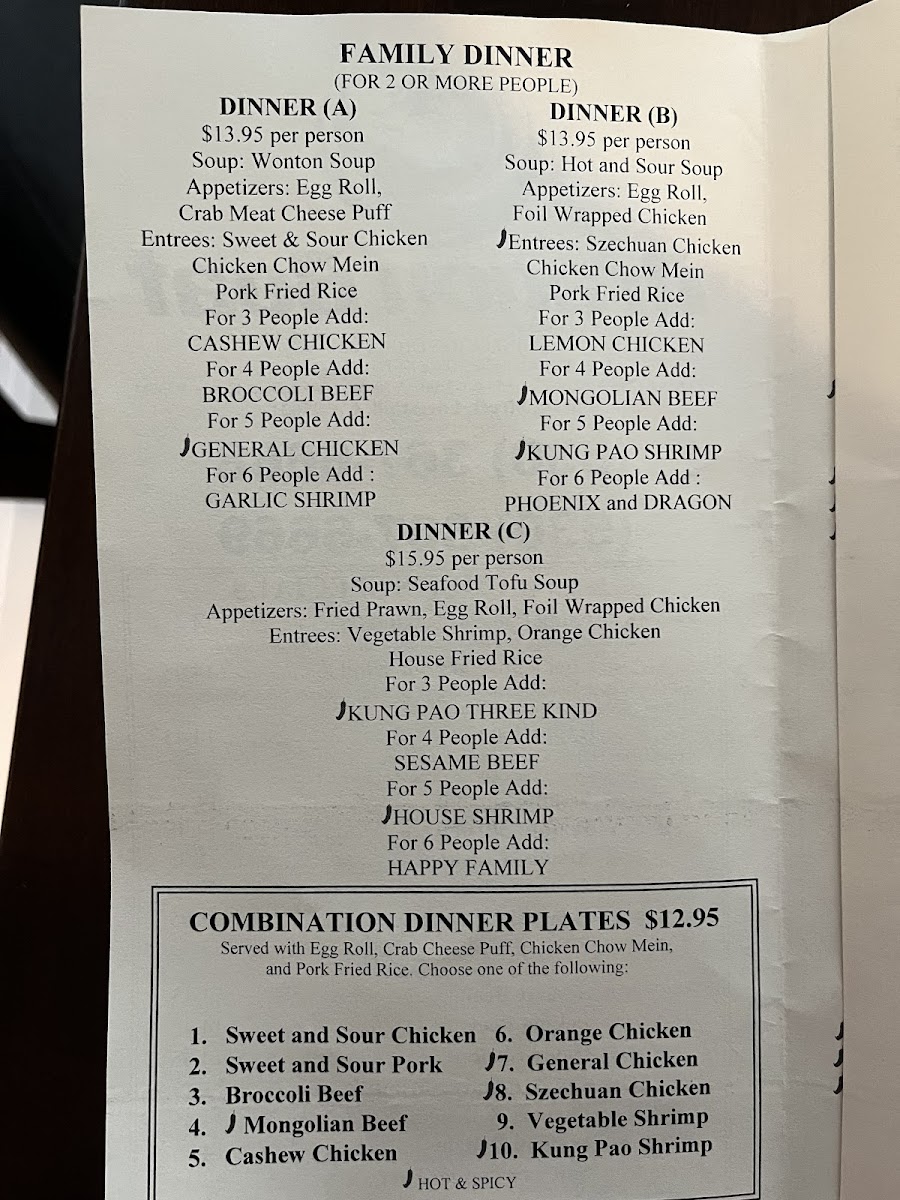 FAMILY DINNER
(FOR 2 OR MORE PEOPLE)
DINNER (A)
$13.95 per person
Soup: Wonton Soup
Appetizers: Egg Roll,
Crab Meat Cheese Puff
Entrees: Sweet & Sour Chicken
Chicken Chow Mein
Pork Fried Rice
For 3 People Add:
CASHEW CHICKEN
For 4 People Add:
BROCCOLI BEEF
For 5 People Add:
GENERAL CHICKEN
For 6 People Add :
GARLIC SHRIMP
DINNER (B)
$13.95 per person
Soup: Hot and Sour Soup
Appetizers: Egg Roll,
Foil Wrapped Chicken
Entrees: Szechuan Chicken
Chicken Chow Mein
Pork Fried Rice
For 3 People Add:
LEMON CHICKEN
For 4 People Add:
MONGOLIAN BEEF
For 5 People Add:
KUNG PAO SHRIMP
For 6 People Add :
PHOENIX and DRAGON
DINNER (C)
$15.95 per person
Soup: Seafood Tofu Soup
Appetizers: Fried Prawn, Egg Roll, Foil Wrapped Chicken
Entrees: Vegetable Shrimp, Orange Chicken
House Fried Rice
For 3 People Add:
KUNG PAO THREE KIND
For 4 People Add:
SESAME BEEF
For 5 People Add:
HOUSE SHRIMP
For 6 People Add:
HAPPY FAMILY
COMBINATION DINNER PLATES $12.95
Served with Egg Roll, Crab Cheese Puff, Chicken Chow Mein,
and Pork Fried Rice. Choose one of the following:
1. Sweet and Sour Chicken
2. Sweet and Sour Pork
3. Broccoli Beef
4. Mongolian Beef
5. Cashew Chicken
6. Orange Chicken
7. General Chicken
8. Szechuan Chicken
9. Vegetable Shrimp
10. Kung Pao Shrimp
HOT & SPICY